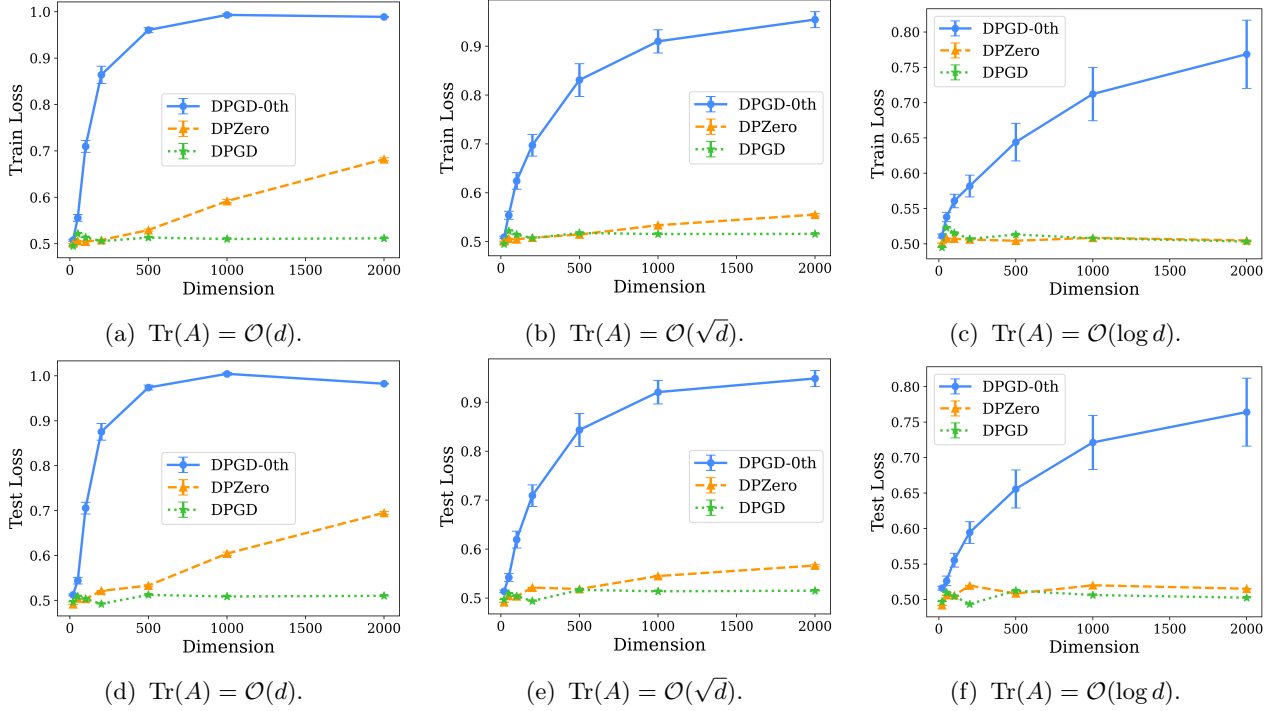 1.0
0.9
0.8
0.7
0.6
0.5
Train Loss
DPGD-0th
DPZero
DPGD
0 500 1000 1500 2000
Dimension
(a) Tr(A) = 𝒪(d).
0.9
0.8
0.7
0.6
0.5
Train Loss
DPGD-0th
DPZero
DPGD
0 500 1000 1500 2000
Dimension
(b) Tr(A) = 𝒪(√d).
0.80
0.75
0.70
0.65
0.60
0.55
0.50
Train Loss
DPGD-0th
DPZero
DPGD
0 500 1000 1500 2000
Dimension
(c) Tr(A) = 𝒪(log d).
1.0
0.9
0.8
0.7
0.6
0.5
Test Loss
DPGD-0th
DPZero
DPGD
0 500 1000 1500 2000
Dimension
(d) Tr(A) = 𝒪(d).
0.9
0.8
0.7
0.6
0.5
Test Loss
DPGD-0th
DPZero
DPGD
0 500 1000 1500 2000
Dimension
(e) Tr(A) = 𝒪(√d).
0.80
0.75
0.70
0.65
0.60
0.55
0.50
Test Loss
DPGD-0th
DPZero
DPGD
0 500 1000 1500 2000
Dimension
(f) Tr(A) = 𝒪(log d).